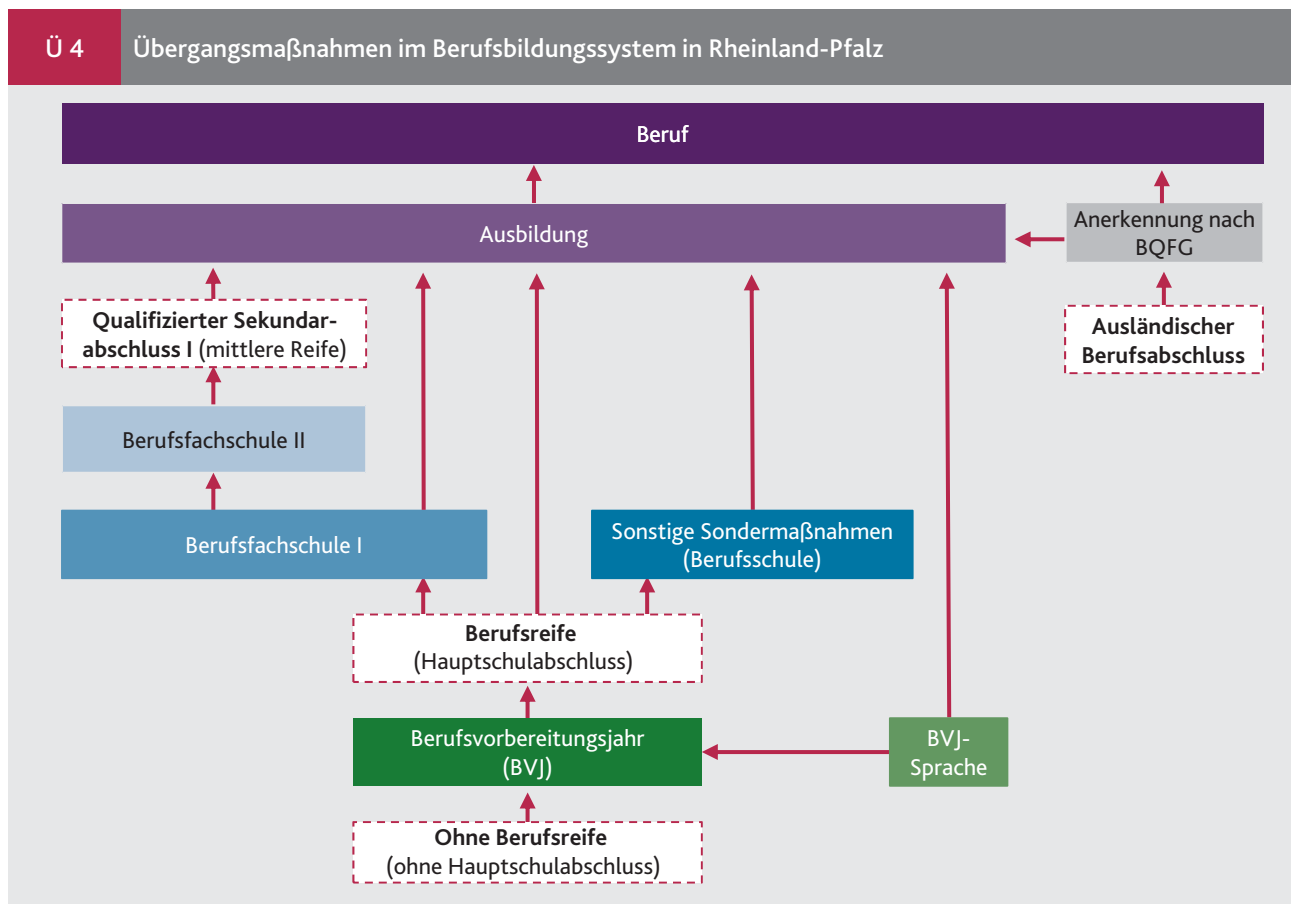 Ü 4
Übergangsmaßnahmen im Berufsbildungssystem in Rheinland-Pfalz
Beruf
Ausbildung
Anerkennung nach
BQFG
Qualifizierter Sekundar-
abschluss I (mittlere Reife)
Ausländischer
Berufsabschluss
Berufsfachschule II
Berufsfachschule I
Sonstige Sondermaßnahmen
(Berufsschule)
Berufsreife
(Hauptschulabschluss)
Berufsvorbereitungsjahr
(BVJ)
BVJ-
Sprache
Ohne Berufsreife
(ohne Hauptschulabschluss)